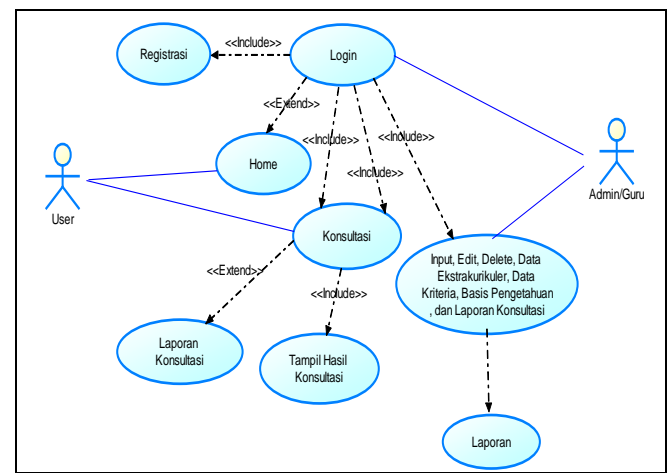 Registrasi
<<Include>>
Login
<<Extend>>
<<Include>>
<<Include>>
<<Include>>
Home
User
Admin/Guru
Konsultasi
Input, Edit, Delete, Data
Ekstrakurikuler, Data
Kriteria, Basis Pengetahuan
, dan Laporan Konsultasi
<<Extend>>
<<Include>>
Laporan
Konsultasi
Tampil Hasil
Konsultasi
Laporan